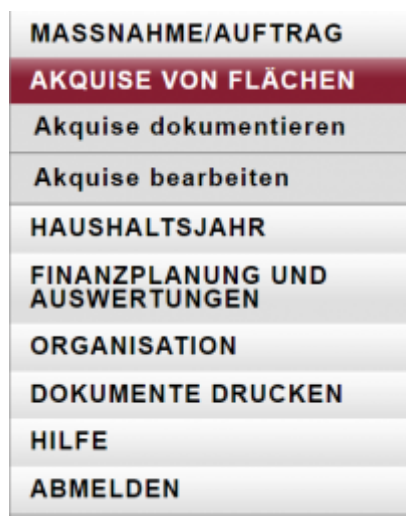 MASSNAHME/AUFTRAG
AKQUISE VON FLÄCHEN
Akquise dokumentieren
Akquise bearbeiten
HAUSHALTSJAHR
FINANZPLANUNG UND
AUSWERTUNGEN
ORGANISATION
DOKUMENTE DRUCKEN
HILFE
ABMELDEN